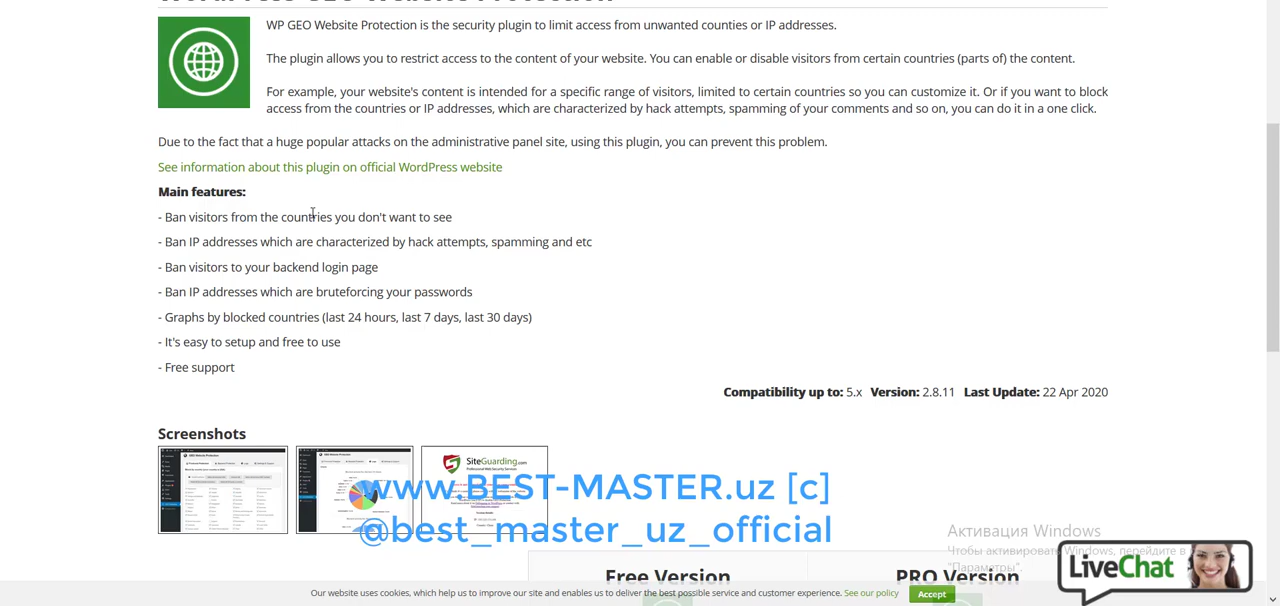 WP GEO Website Protection is the security plugin to limit access from unwanted counties or IP addresses.
The plugin allows you to restrict access to the content of your website. You can enable or disable visitors from certain countries (parts of) the content.
For example, your website's content is intended for a specific range of visitors, limited to certain countries so you can customize it. Or if you want to block
access from the countries or IP addresses, which are characterized by hack attempts, spamming of your comments and so on, you can do it in a one click.
Due to the fact that a huge popular attacks on the administrative panel site, using this plugin, you can prevent this problem.
See information about this plugin on official WordPress website
Main features:
- Ban visitors from the countries you don't want to see
- Ban IP addresses which are characterized by hack attempts, spamming and etc
- Ban visitors to your backend login page
- Ban IP addresses which are bruteforcing your passwords
- Graphs by blocked countries (last 24 hours, last 7 days, last 30 days)
- It's easy to setup and free to use
- Free support
Compatibility up to: 5.x Version: 2.8.11 Last Update: 22 Apr 2020
Screenshots
SiteGuarding.com
www.BEST-MASTER.uz [c]
@best_master_uz_official
Активация Windows
Чтобы активировать Windows, перейдите в
"Параметры".
LiveChat
Free Version
PRO Version
Our website uses cookies, which help us to improve our site and enables us to deliver the best possible service and customer experience. See our policy
Accept